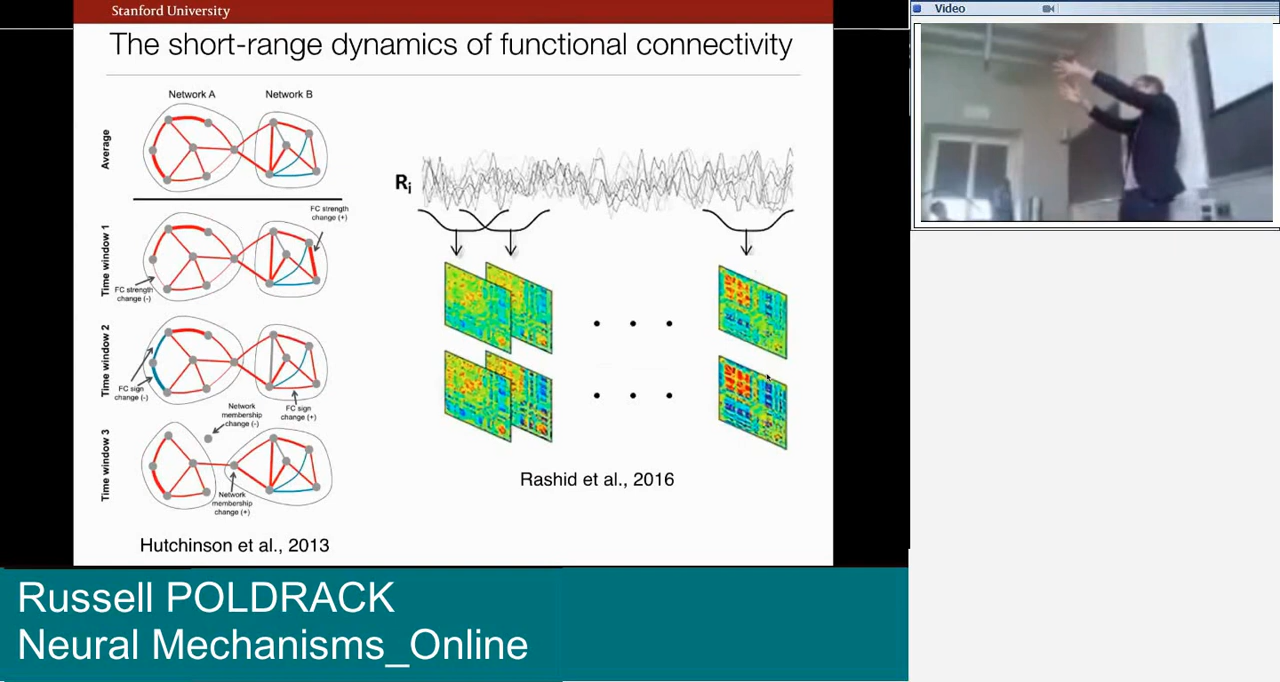 Stanford University
The short-range dynamics of functional connectivity
Network A
Network B
Average
FC strength
change (+)
Time window 1
FC strength
change (-)
Time window 2
FC sign
change (-)
FC sign
change (+)
Network
membership
change (-)
Time window 3
Network
membership
change (+)
Hutchinson et al., 2013
Ri
Rashid et al., 2016
Video
Russell POLDRACK
Neural Mechanisms_Online